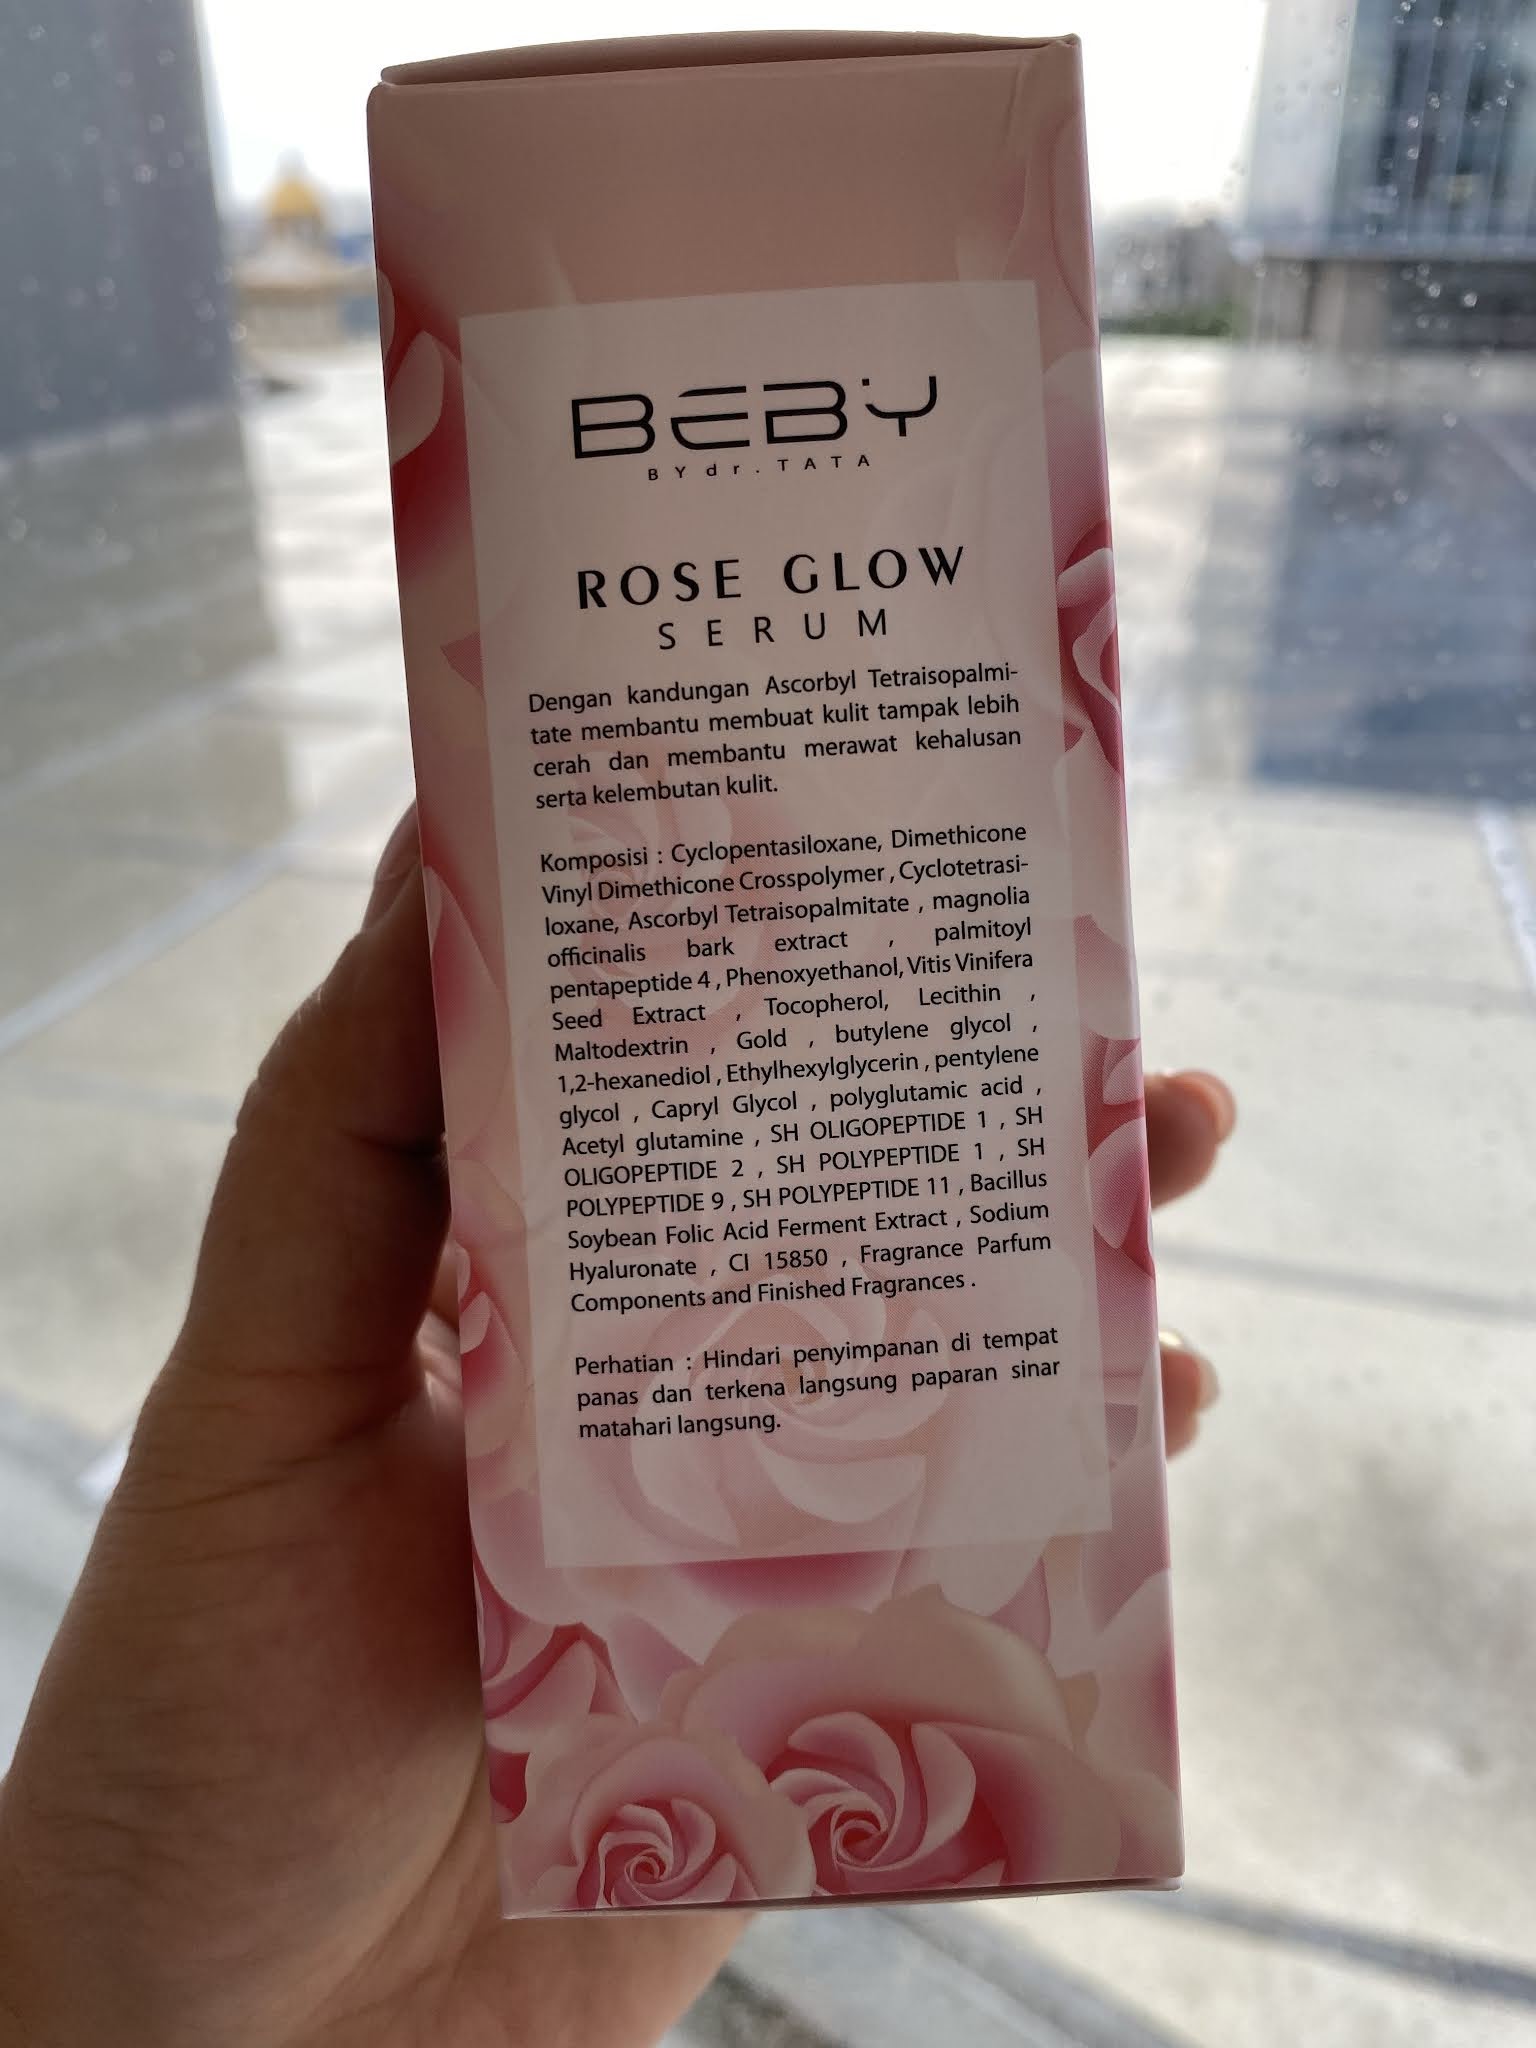 BEBY
BY dr. TATA
ROSE GLOW
SERUM
Dengan kandungan Ascorbyl Tetraisopalmi-
tate membantu membuat kulit tampak lebih
cerah dan membantu merawat kehalusan
serta kelembutan kulit.
Komposisi : Cyclopentasiloxane, Dimethicone
Vinyl Dimethicone Crosspolymer , Cyclotetrasi-
loxane, Ascorbyl Tetraisopalmitate , magnolia
officinalis bark extract , palmitoyl
pentapeptide 4 , Phenoxyethanol, Vitis Vinifera
Seed Extract , Tocopherol, Lecithin ,
Maltodextrin , Gold , butylene glycol ,
1,2-hexanediol , Ethylhexylglycerin , pentylene
glycol , Capryl Glycol , polyglutamic acid ,
Acetyl glutamine , SH OLIGOPEPTIDE 1 , SH
OLIGOPEPTIDE 2 , SH POLYPEPTIDE 1 , SH
POLYPEPTIDE 9 , SH POLYPEPTIDE 11 , Bacillus
Soybean Folic Acid Ferment Extract , Sodium
Hyaluronate , CI 15850 , Fragrance Parfum
Components and Finished Fragrances .
Perhatian : Hindari penyimpanan di tempat
panas dan terkena langsung paparan sinar
matahari langsung.